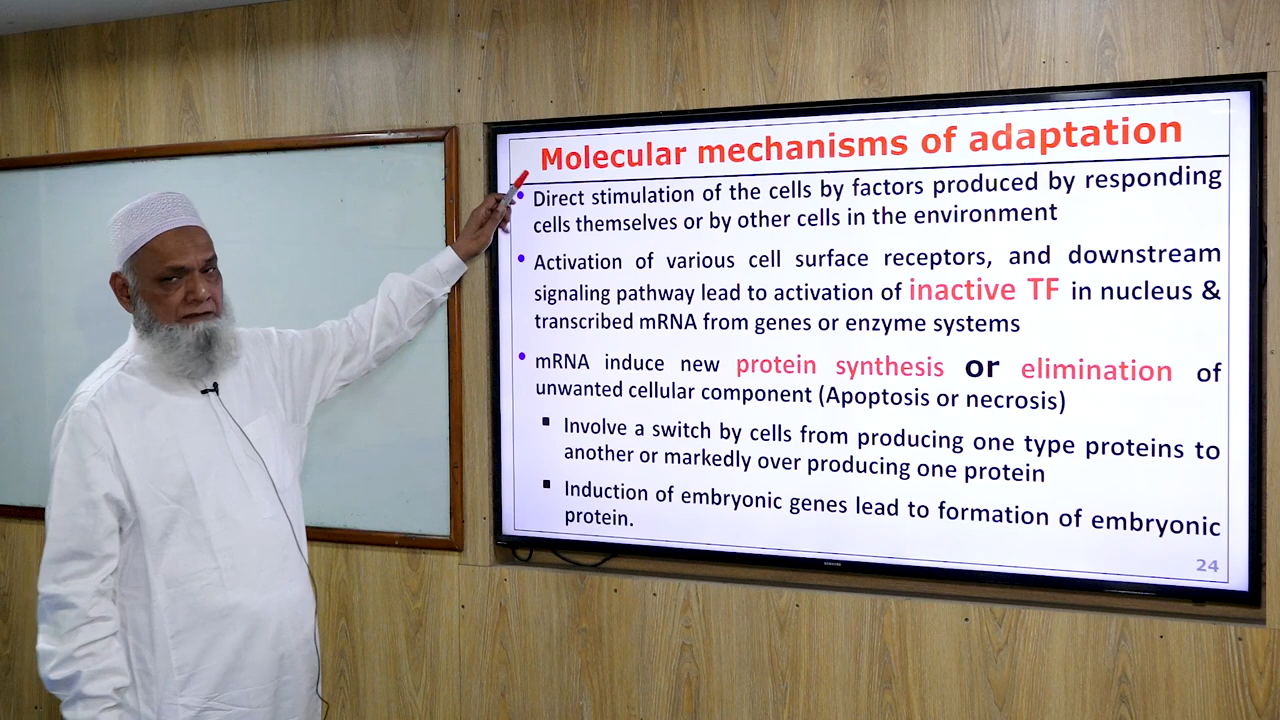 Molecular mechanisms of adaptation
• Direct stimulation of the cells by factors produced by responding
cells themselves or by other cells in the environment
• Activation of various cell surface receptors, and downstream
signaling pathway lead to activation of inactive TF in nucleus &
transcribed mRNA from genes or enzyme systems
• mRNA induce new protein synthesis or elimination of
unwanted cellular component (Apoptosis or necrosis)
▪ Involve a switch by cells from producing one type proteins to
another or markedly over producing one protein
▪ Induction of embryonic genes lead to formation of embryonic
protein.
24
SAMSUNG